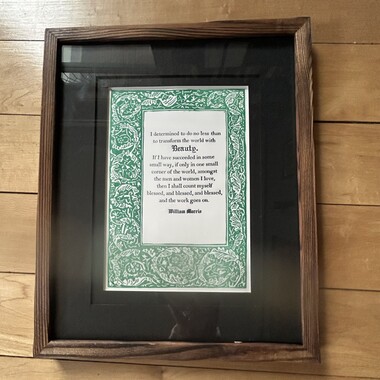 I determined to do no less than
to transform the world with
Beauty.
If I have succeeded in some
small way, if only in one small
corner of the world, amongst
the men and women I love,
then I shall count myself
blessed, and blessed, and blessed,
and the work goes on.
William Morris